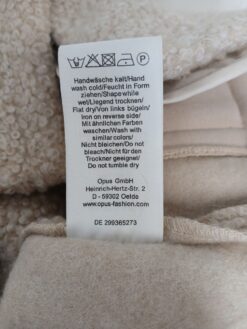 Handwäsche kalt/Hand
wash cold/Feucht in Form
ziehen/Shape while
wet/Liegend trocknen/
Flat dry/Von links bügeln/
Iron on reverse side/
Mit ähnlichen Farben
waschen/Wash with
similar colors/
Nicht bleichen/Do not
bleach/Nicht für den
Trockner geeignet/
Do not tumble dry
Opus GmbH
Heinrich-Hertz-Str. 2
D - 59302 Oelde
www.opus-fashion.com
DE 299365273